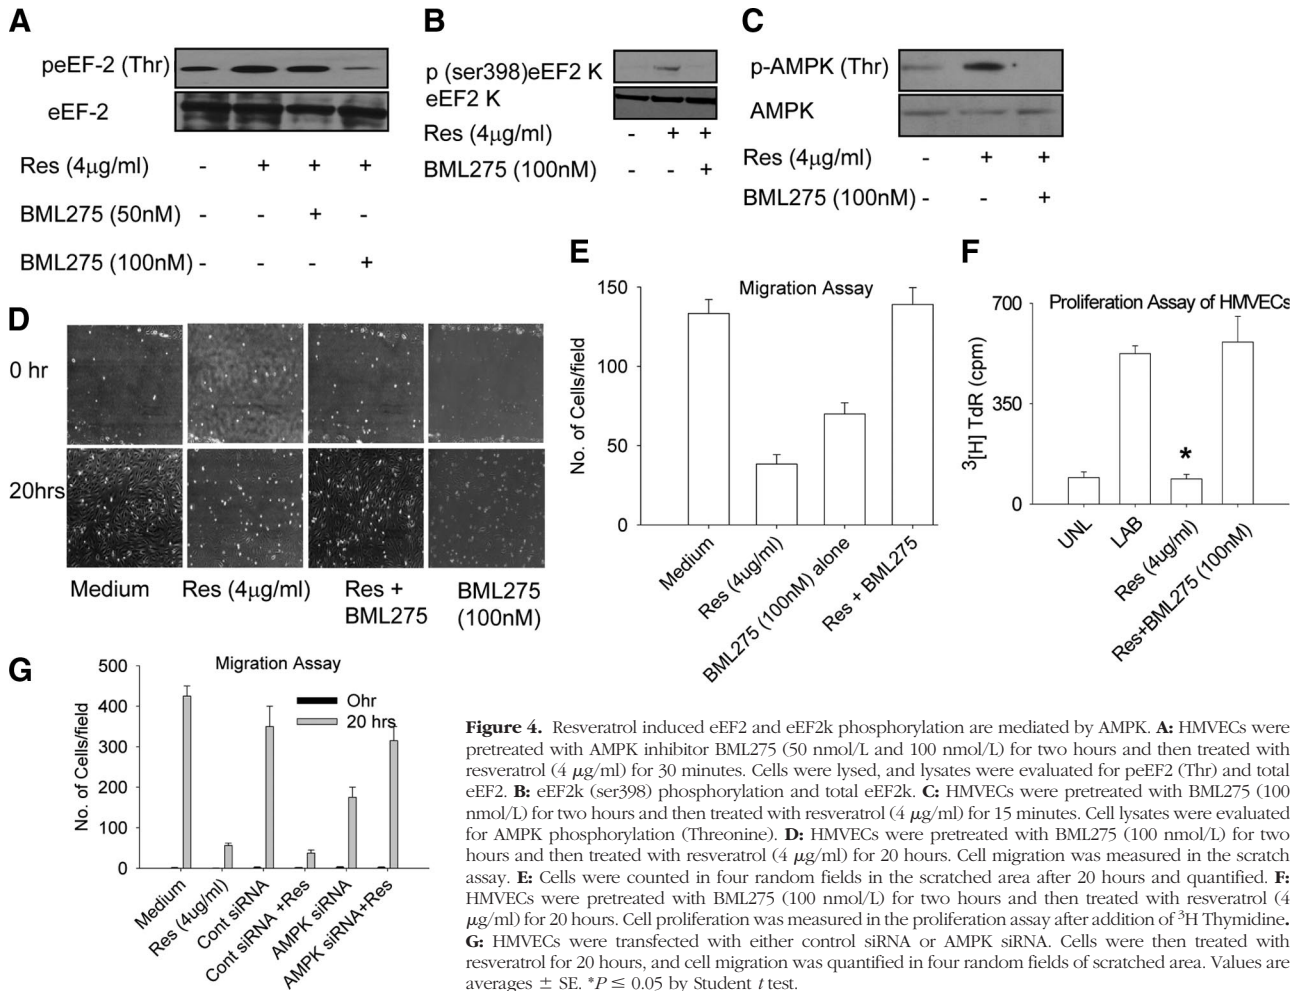 A
peEF-2 (Thr)
eEF-2
Res (4μg/ml) - + + +
BML275 (50nM) - - + -
BML275 (100nM) - - - +
B
p (ser398)eEF2 K
eEF2 K
Res (4μg/ml) - + +
BML275 (100nM) - - +
C
p-AMPK (Thr)
AMPK
Res (4μg/ml) - + +
BML275 (100nM) - - +
D
0 hr
20hrs
Medium
Res (4μg/ml)
Res +
BML275
BML275
(100nM)
E
Migration Assay
No. of Cells/field
150
100
50
0
Medium
Res (4ug/ml)
BML275 (100nM) alone
Res + BML275
F
Proliferation Assay of HMVECs
³[H] TdR (cpm)
700
350
0
*
UNL
LAB
Res (4ug/ml)
Res+BML275 (100nM)
G
Migration Assay
No. of Cells/field
500
400
300
200
100
0
Ohr
20 hrs
Medium
Res (4ug/ml)
Cont siRNA
Cont siRNA +Res
AMPK siRNA
AMPK siRNA+Res
Figure 4. Resveratrol induced eEF2 and eEF2k phosphorylation are mediated by AMPK. A: HMVECs were
pretreated with AMPK inhibitor BML275 (50 nmol/L and 100 nmol/L) for two hours and then treated with
resveratrol (4 μg/ml) for 30 minutes. Cells were lysed, and lysates were evaluated for peEF2 (Thr) and total
eEF2. B: eEF2k (ser398) phosphorylation and total eEF2k. C: HMVECs were pretreated with BML275 (100
nmol/L) for two hours and then treated with resveratrol (4 μg/ml) for 15 minutes. Cell lysates were evaluated
for AMPK phosphorylation (Threonine). D: HMVECs were pretreated with BML275 (100 nmol/L) for two
hours and then treated with resveratrol (4 μg/ml) for 20 hours. Cell migration was measured in the scratch
assay. E: Cells were counted in four random fields in the scratched area after 20 hours and quantified. F:
HMVECs were pretreated with BML275 (100 nmol/L) for two hours and then treated with resveratrol (4
μg/ml) for 20 hours. Cell proliferation was measured in the proliferation assay after addition of ³H Thymidine.
G: HMVECs were transfected with either control siRNA or AMPK siRNA. Cells were then treated with
resveratrol for 20 hours, and cell migration was quantified in four random fields of scratched area. Values are
averages ± SE. *P ≤ 0.05 by Student t test.